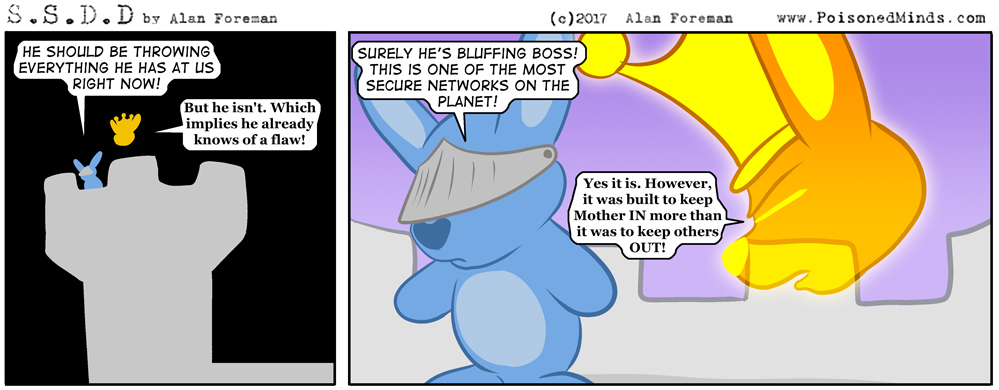 S.S.D.D by Alan Foreman
(c)2017 Alan Foreman www.PoisonedMinds.com
HE SHOULD BE THROWING
EVERYTHING HE HAS AT US
RIGHT NOW!
But he isn't. Which
implies he already
knows of a flaw!
SURELY HE'S BLUFFING BOSS!
THIS IS ONE OF THE MOST
SECURE NETWORKS ON THE
PLANET!
Yes it is. However,
it was built to keep
Mother IN more than
it was to keep others
OUT!